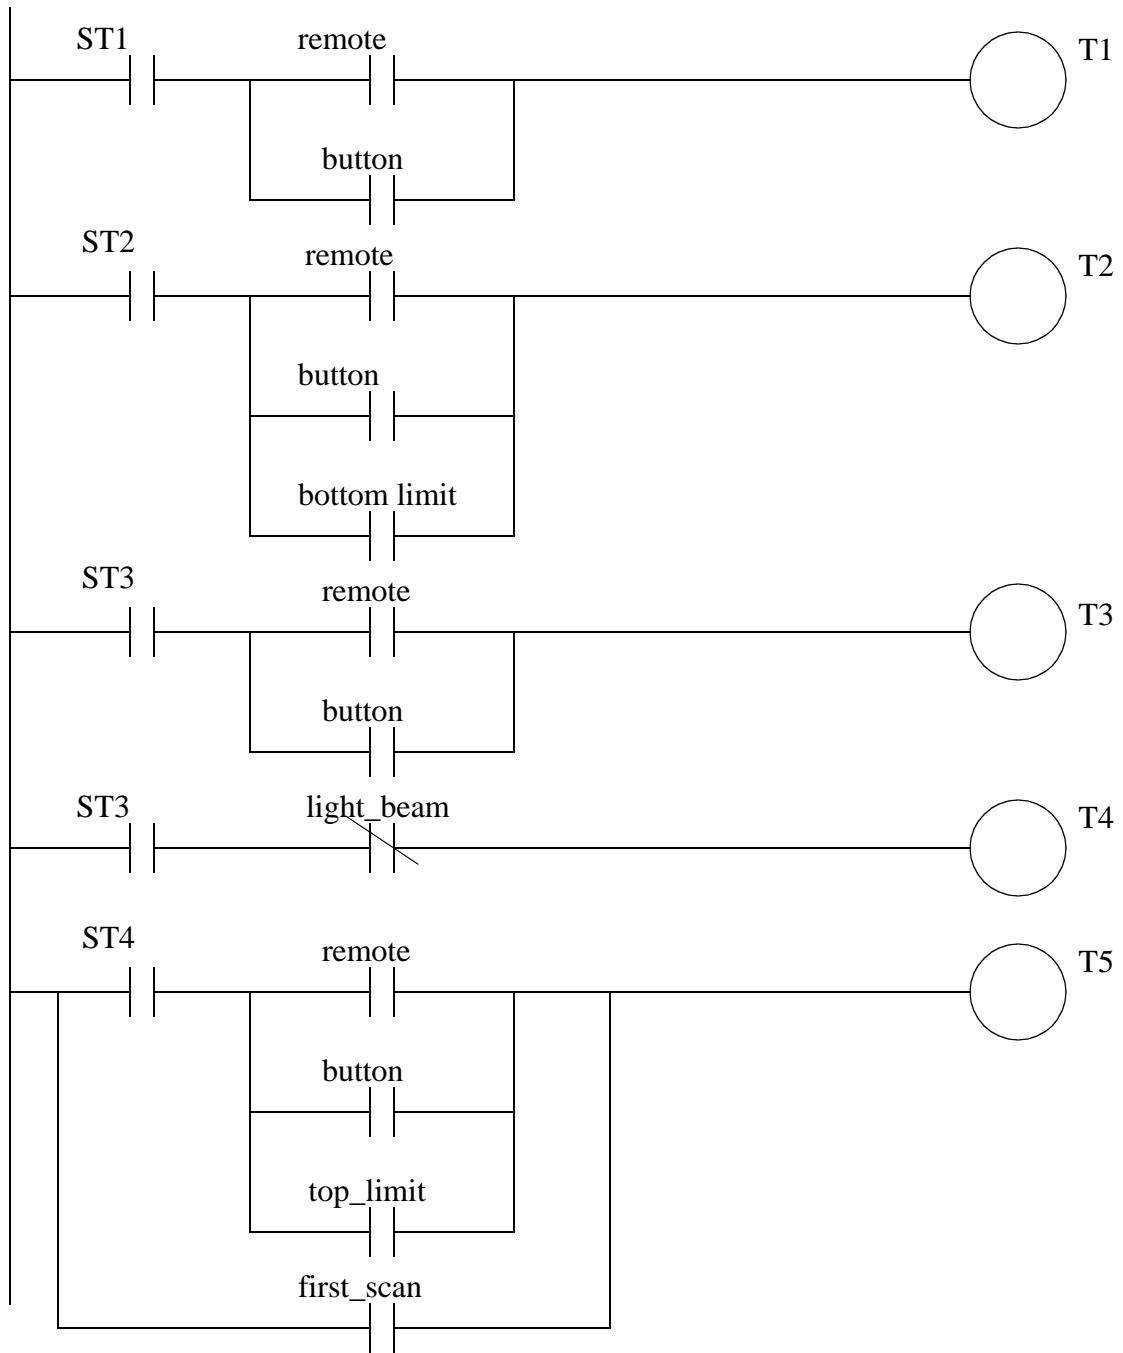 ST1 remote T1
button
ST2 remote T2
button
bottom limit
ST3 remote T3
button
ST3 light_beam T4
ST4 remote T5
button
top_limit
first_scan